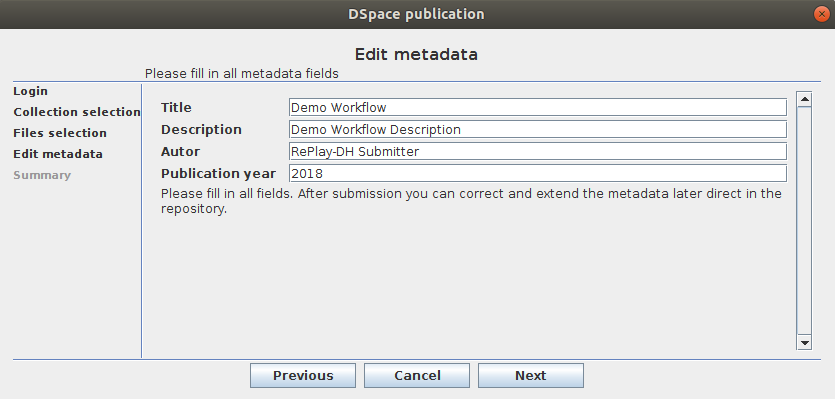 DSpace publication
Edit metadata
Please fill in all metadata fields
Login
Collection selection
Files selection
Edit metadata
Summary
Title Demo Workflow
Description Demo Workflow Description
Autor RePlay-DH Submitter
Publication year 2018
Please fill in all fields. After submission you can correct and extend the metadata later direct in the
repository.
Previous Cancel Next